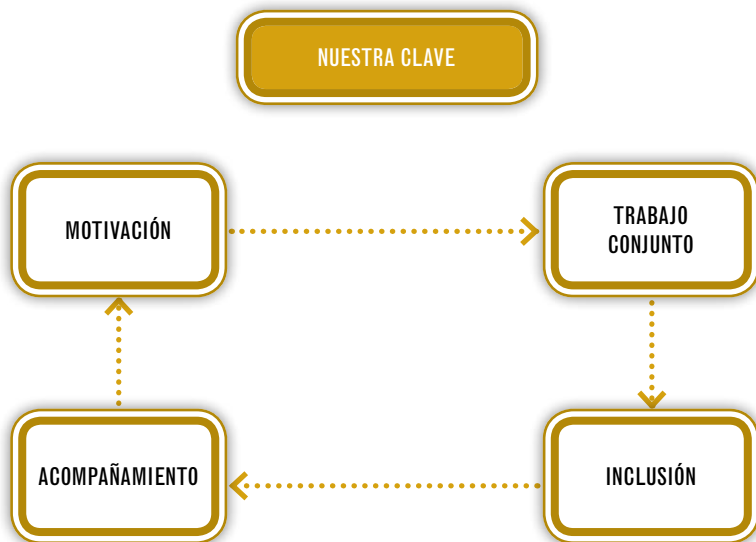 NUESTRA CLAVE
MOTIVACIÓN
TRABAJO
CONJUNTO
ACOMPAÑAMIENTO
INCLUSIÓN